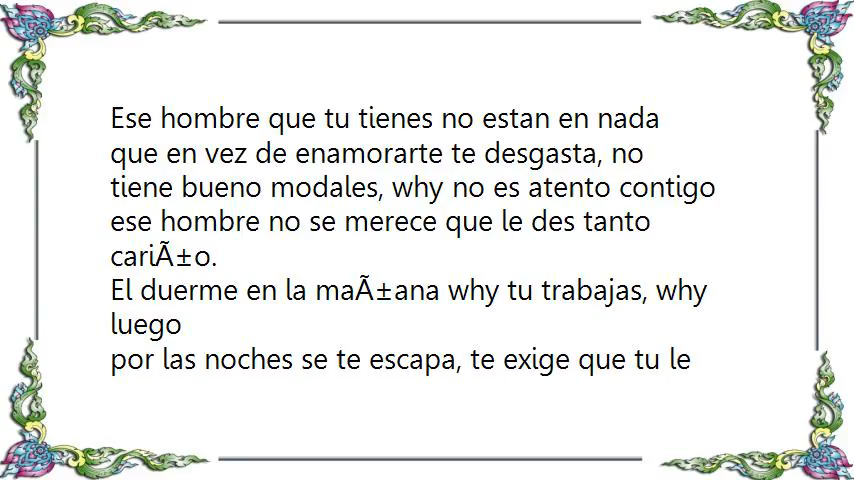 Ese hombre que tu tienes no estan en nada
que en vez de enamorarte te desgasta, no
tiene bueno modales, why no es atento contigo
ese hombre no se merece que le des tanto
cariÃ±o.
El duerme en la maÃ±ana why tu trabajas, why
luego
por las noches se te escapa, te exige que tu le